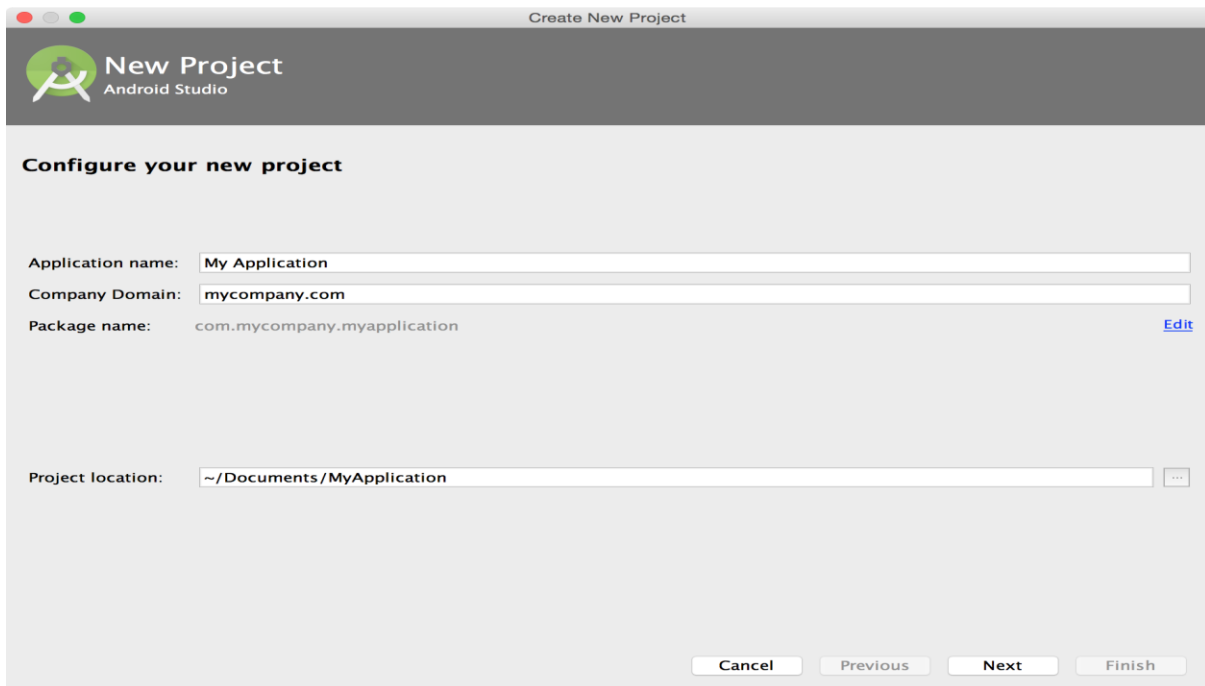 Create New Project
New Project
Android Studio
Configure your new project
Application name: My Application
Company Domain: mycompany.com
Package name: com.mycompany.myapplication Edit
Project location: ~/Documents/MyApplication ...
Cancel Previous Next Finish